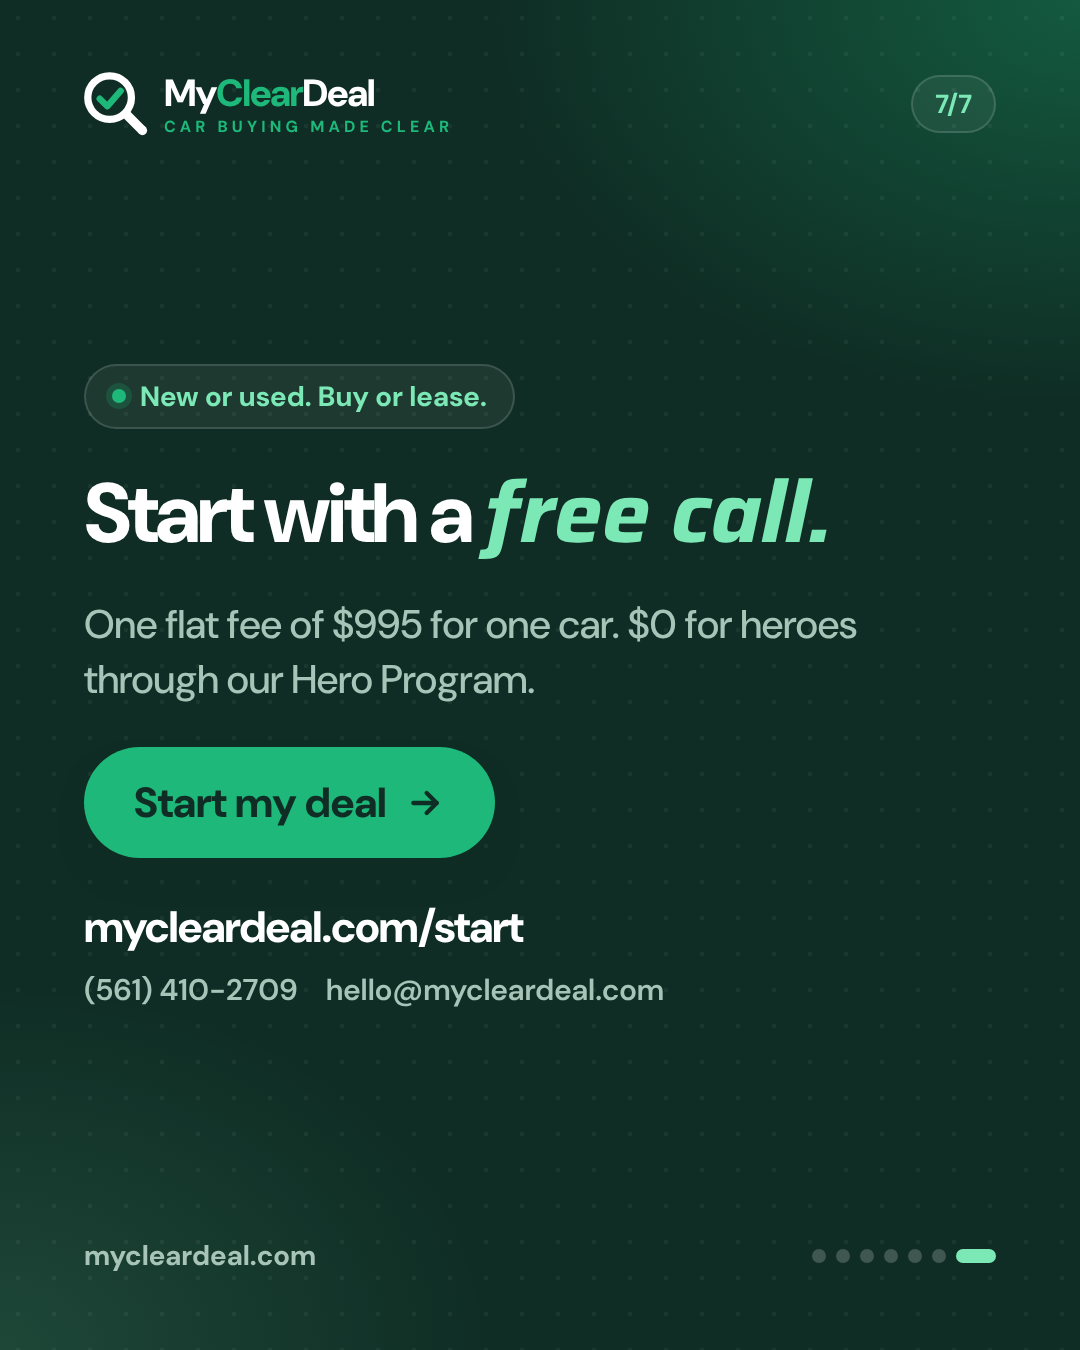 MyClearDeal
CAR BUYING MADE CLEAR
7/7
New or used. Buy or lease.
Start with a free call.
One flat fee of $995 for one car. $0 for heroes
through our Hero Program.
Start my deal →
mycleardeal.com/start
(561) 410-2709 hello@mycleardeal.com
mycleardeal.com